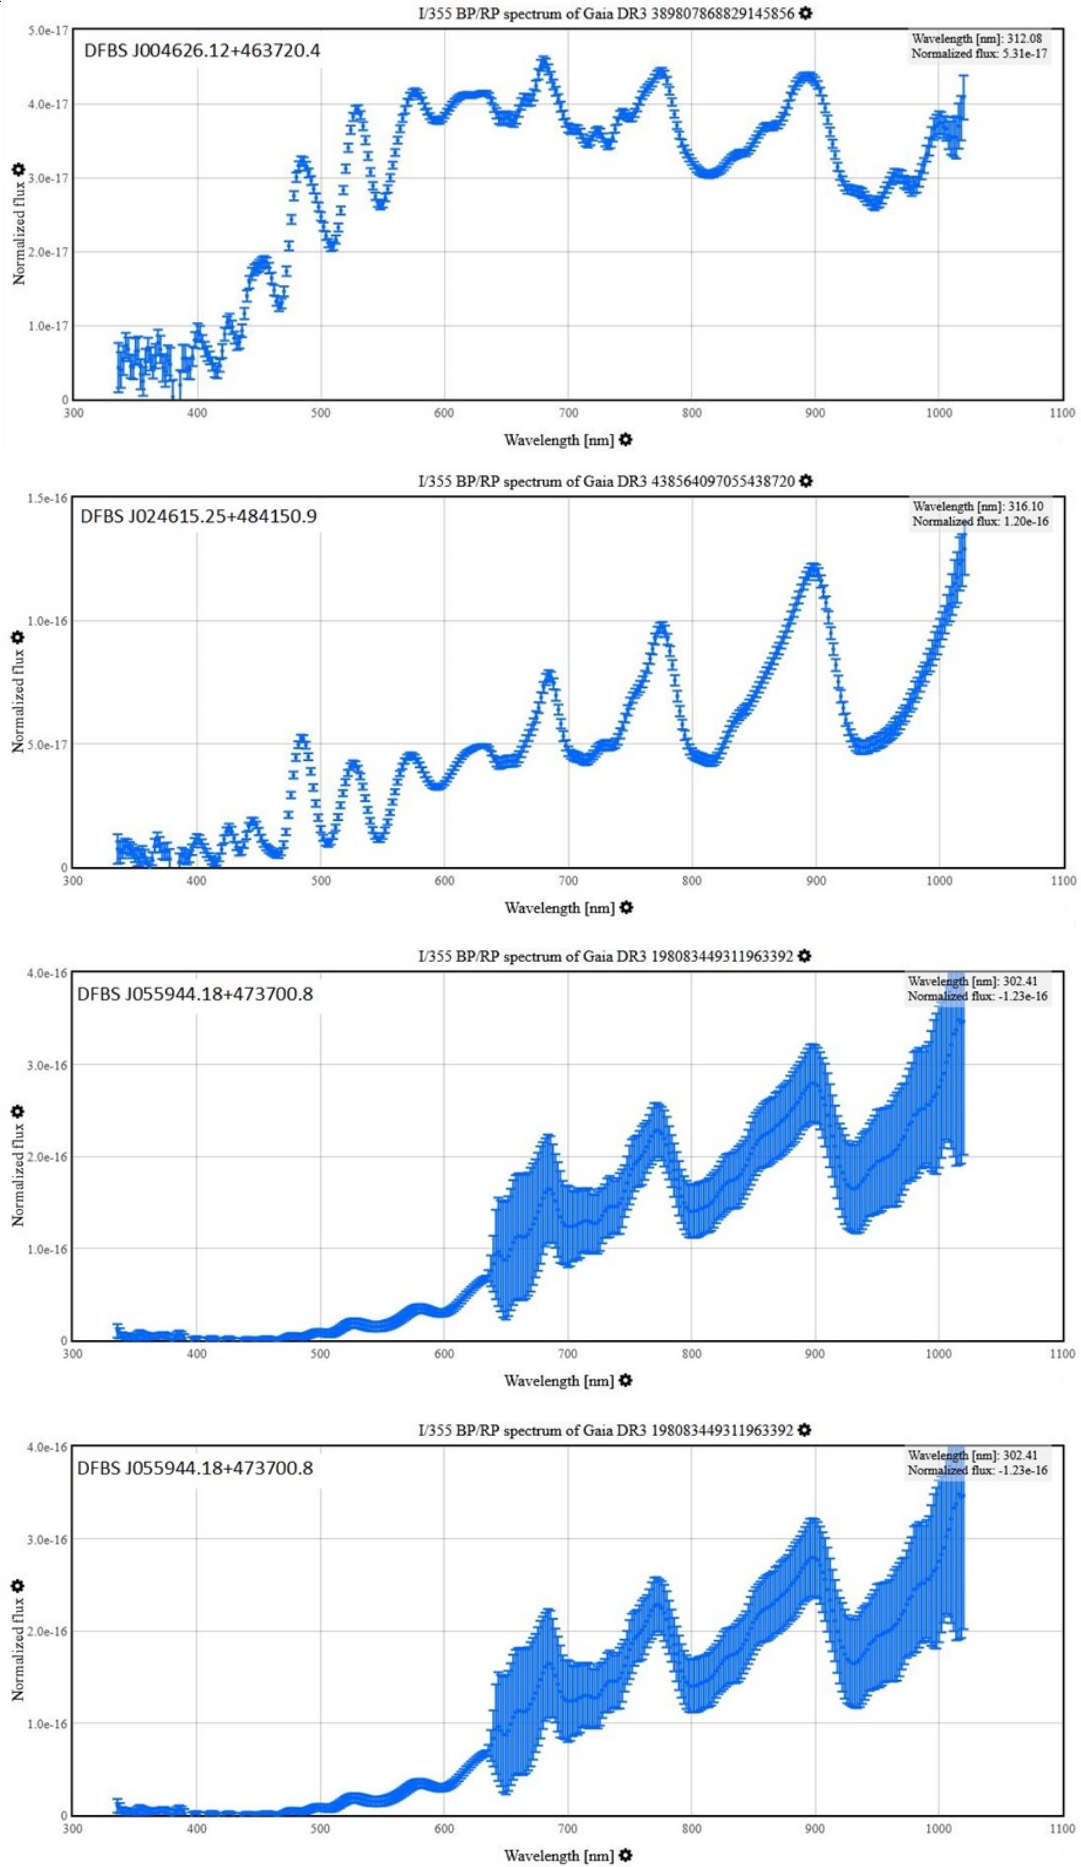 I/355 BP/RP spectrum of Gaia DR3 389807868829145856
DFBS J004626.12+463720.4
Wavelength [nm]: 312.08
Normalized flux: 5.31e-17
5.0e-17
4.0e-17
3.0e-17
2.0e-17
1.0e-17
0
Normalized flux
300 400 500 600 700 800 900 1000 1100
Wavelength [nm]
I/355 BP/RP spectrum of Gaia DR3 438564097055438720
DFBS J024615.25+484150.9
Wavelength [nm]: 316.10
Normalized flux: 1.20e-16
1.5e-16
1.0e-16
5.0e-17
0
Normalized flux
300 400 500 600 700 800 900 1000 1100
Wavelength [nm]
I/355 BP/RP spectrum of Gaia DR3 198083449311963392
DFBS J055944.18+473700.8
Wavelength [nm]: 302.41
Normalized flux: -1.23e-16
4.0e-16
3.0e-16
2.0e-16
1.0e-16
0
Normalized flux
300 400 500 600 700 800 900 1000 1100
Wavelength [nm]
I/355 BP/RP spectrum of Gaia DR3 198083449311963392
DFBS J055944.18+473700.8
Wavelength [nm]: 302.41
Normalized flux: -1.23e-16
4.0e-16
3.0e-16
2.0e-16
1.0e-16
0
Normalized flux
300 400 500 600 700 800 900 1000 1100
Wavelength [nm]